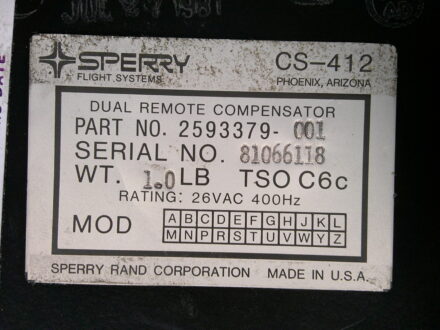 SPERRY CS-412
FLIGHT SYSTEMS PHOENIX, ARIZONA
DUAL REMOTE COMPENSATOR
PART NO. 2593379-001
SERIAL NO. 81066118
WT. 1.0 LB TSO C6c
RATING: 26VAC 400Hz
MOD A B C D E F G H J K L
M N P R S T U V W Y Z
SPERRY RAND CORPORATION MADE IN U.S.A.